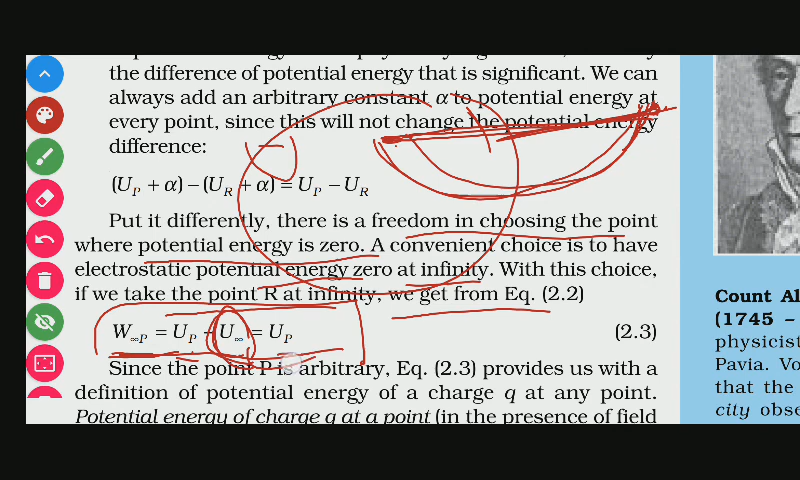 the difference of potential energy that is significant. We can
always add an arbitrary constant α to potential energy at
every point, since this will not change the potential energy
difference:
(U_P + α) − (U_R + α) = U_P − U_R
Put it differently, there is a freedom in choosing the point
where potential energy is zero. A convenient choice is to have
electrostatic potential energy zero at infinity. With this choice,
if we take the point R at infinity, we get from Eq. (2.2)
W_∞P = U_P − U_∞ = U_P (2.3)
Since the point P is arbitrary, Eq. (2.3) provides us with a
definition of potential energy of a charge q at any point.
Potential energy of charge q at a point (in the presence of field
Count Al
(1745 –
physicist
Pavia. Vo
that the
city obse